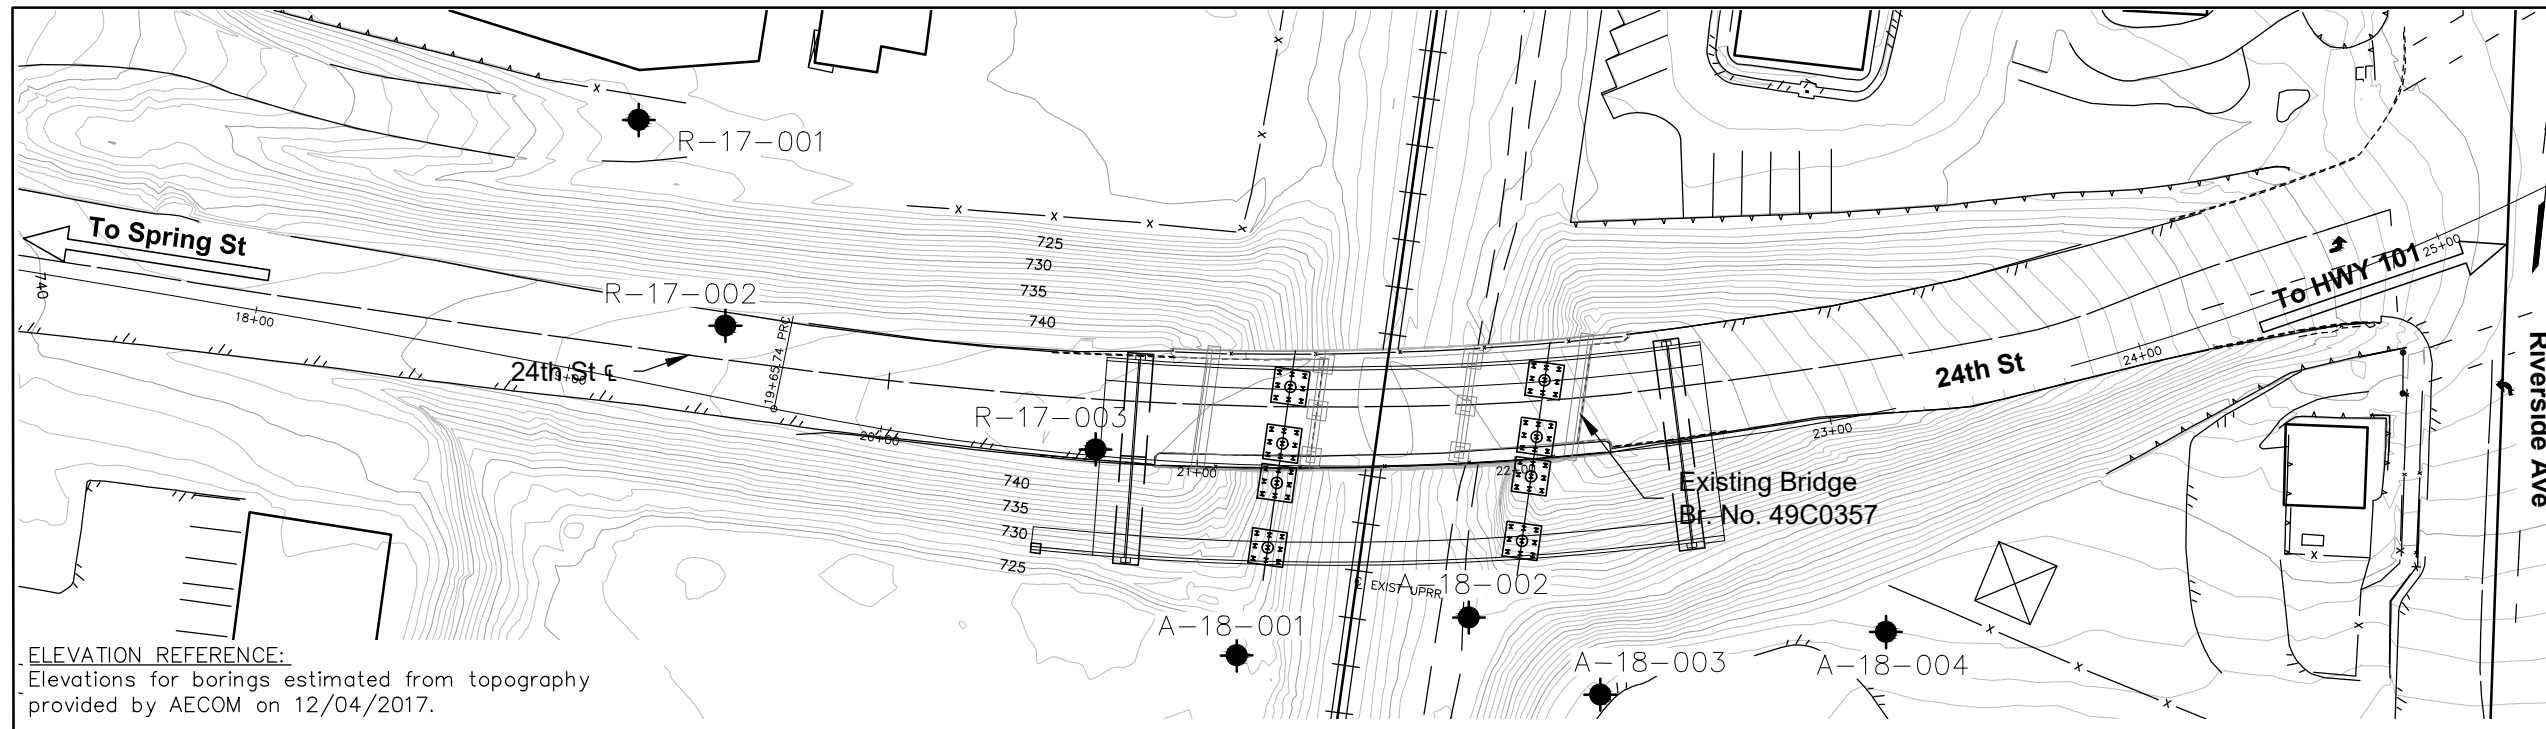 R-17-001
To Spring St
725
730
735
740
740
R-17-002
18+00
19+65.74 PRC
24th St ℄
9+00
R-17-003
20+00
21+00
22+00
23+00
24+00
25+00
To HWY 101
24th St
Riverside Ave
Existing Bridge
Br. No. 49C0357
740
735
730
725
℄ EXIST UPRR
A-18-002
A-18-001
A-18-003
A-18-004
ELEVATION REFERENCE:
Elevations for borings estimated from topography
provided by AECOM on 12/04/2017.